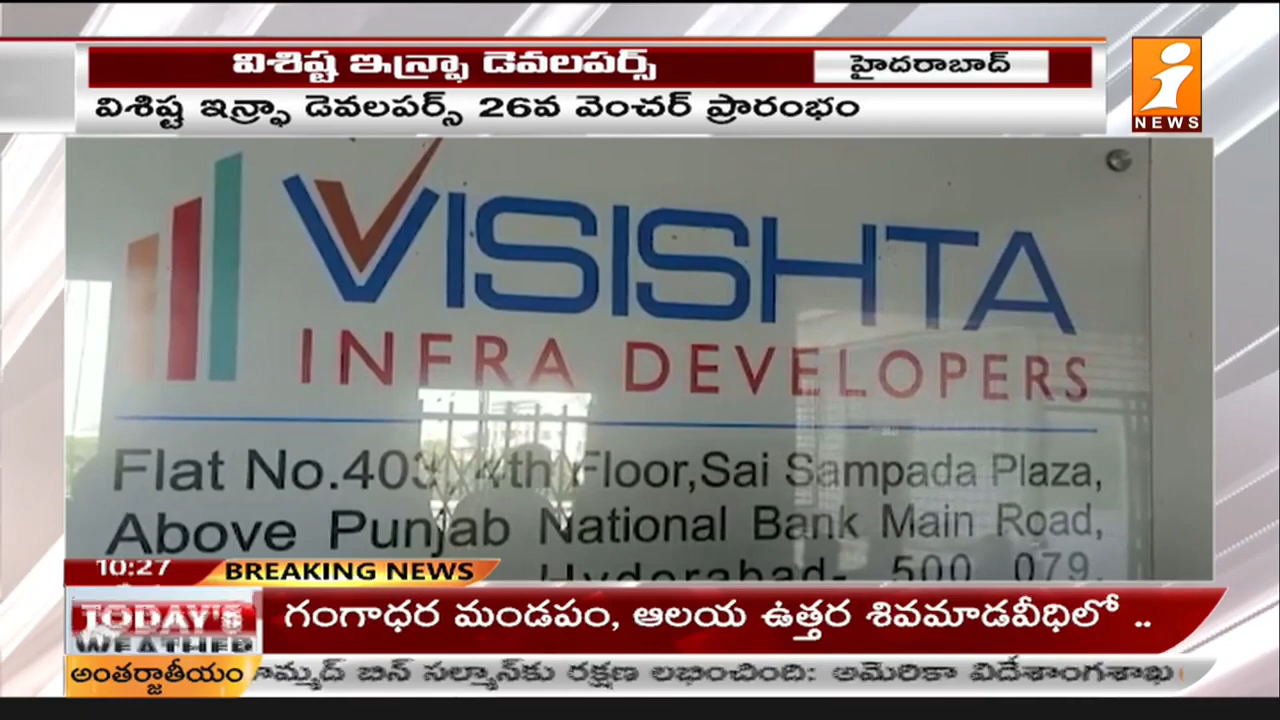 విశిష్ట ఇన్ఫ్రా డెవలపర్స్
హైదరాబాద్
విశిష్ట ఇన్ఫ్రా డెవలపర్స్ 26వ వెంచర్ ప్రారంభం
i
NEWS
VISISHTA
INFRA DEVELOPERS
Flat No.403, 4th Floor,Sai Sampada Plaza,
Above Punjab National Bank Main Road,
Hyderabad- 500 079.
10:27
BREAKING NEWS
TODAY'S
WEATHER
గంగాధర మండపం, ఆలయ ఉత్తర శివమాడవీధిలో ..
అంతర్జాతీయం
బిన్ సల్మాన్‌కు రక్షణ లభించింది: అమెరికా విదేశాంగశాఖ